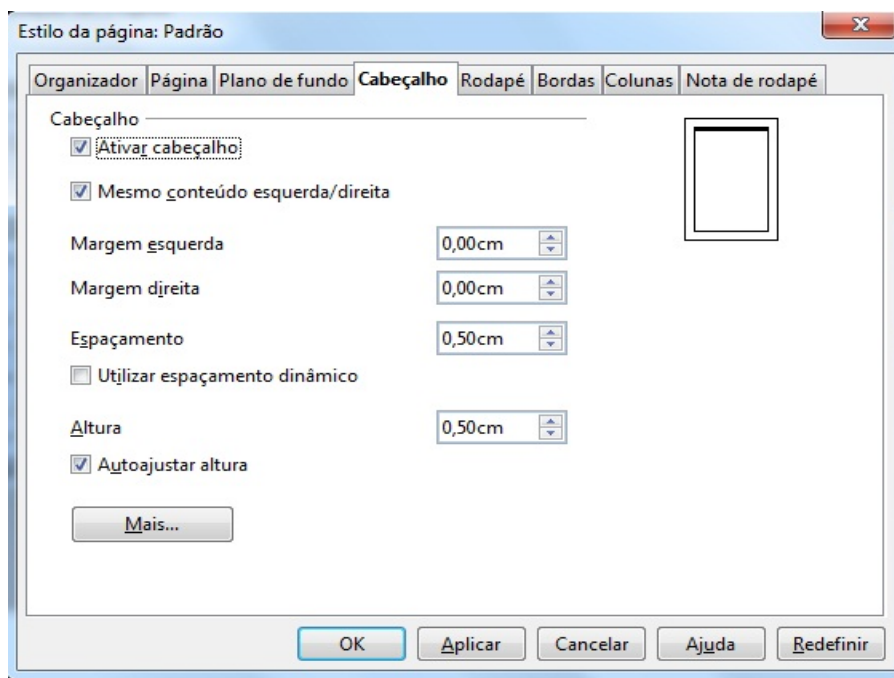 Estilo da página: Padrão
Organizador Página Plano de fundo Cabeçalho Rodapé Bordas Colunas Nota de rodapé
Cabeçalho
Ativar cabeçalho
Mesmo conteúdo esquerda/direita
Margem esquerda 0,00cm
Margem direita 0,00cm
Espaçamento 0,50cm
Utilizar espaçamento dinâmico
Altura 0,50cm
Autoajustar altura
Mais...
OK Aplicar Cancelar Ajuda Redefinir